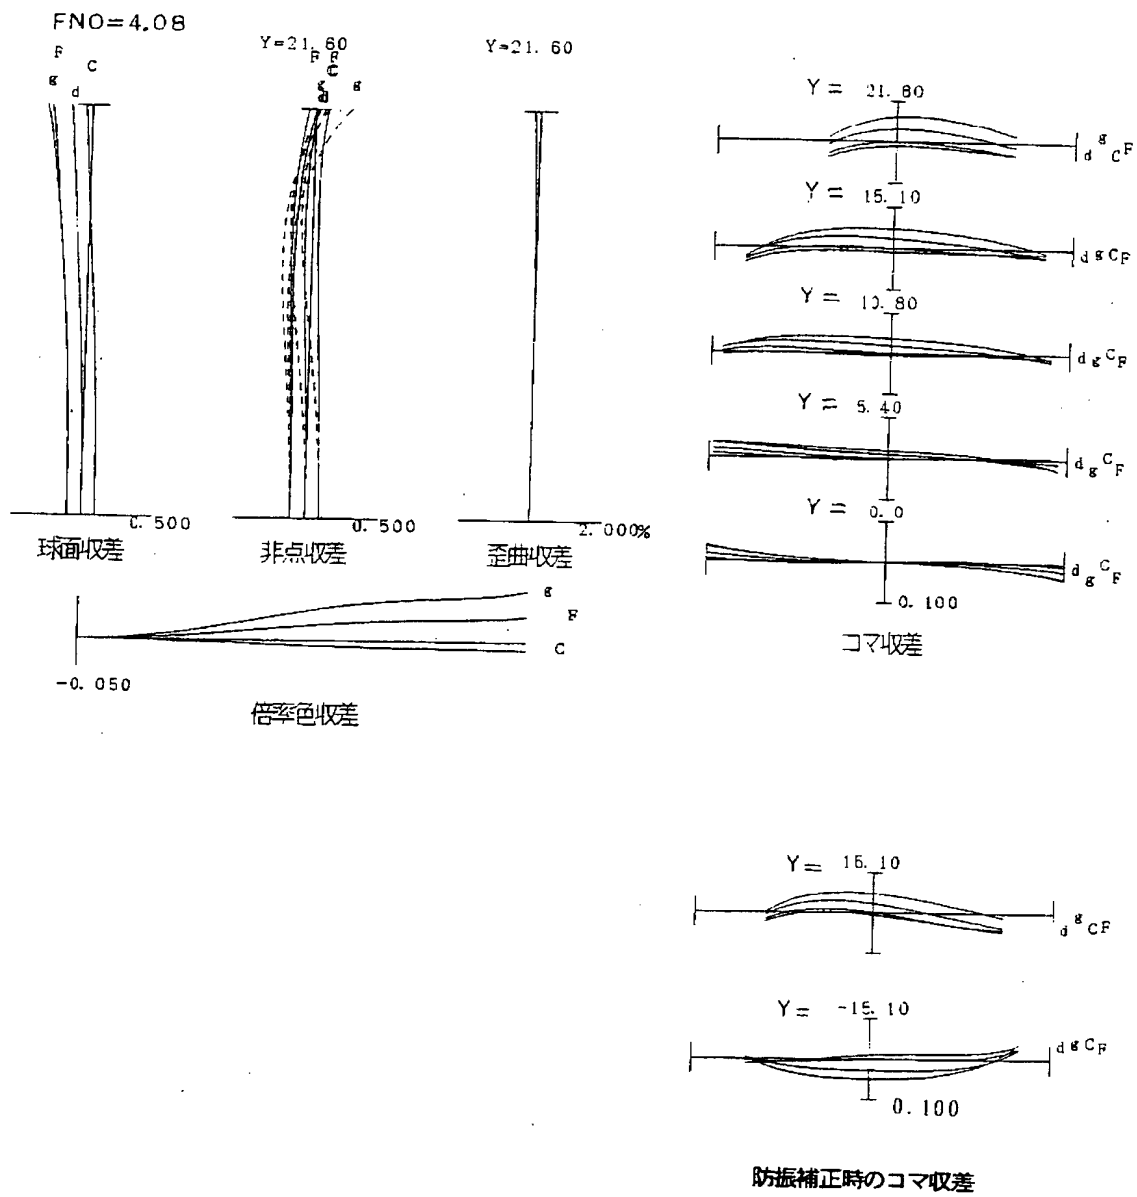 FNO=4.08
F
g
d
C
Y=21. 60
F
F
C
g
Y=21. 60
0. 500
球面収差
0. 500
非点収差
2. 000%
歪曲収差
g
F
C
-0. 050
倍率色収差
Y= 21. 60
d g C F
Y= 15. 10
d g C F
Y= 10. 80
d g C F
Y= 5. 40
d g C F
Y= 0. 0
d g C F
0. 100
コマ収差
Y= 15. 10
d g C F
Y= -15. 10
d g C F
0. 100
防振補正時のコマ収差